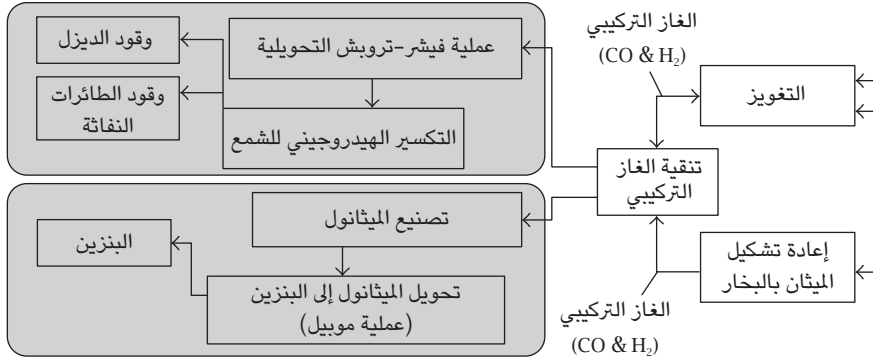 الغاز التركيبي
(CO & H₂)
التغويز
تنقية الغاز
التركيبي
إعادة تشكيل
الميثان بالبخار
الغاز التركيبي
(CO & H₂)
عملية فيشر-تروبش التحويلية
التكسير الهيدروجيني للشمع
وقود الديزل
وقود الطائرات
النفاثة
تصنيع الميثانول
تحويل الميثانول إلى البنزين
(عملية موبيل)
البنزين